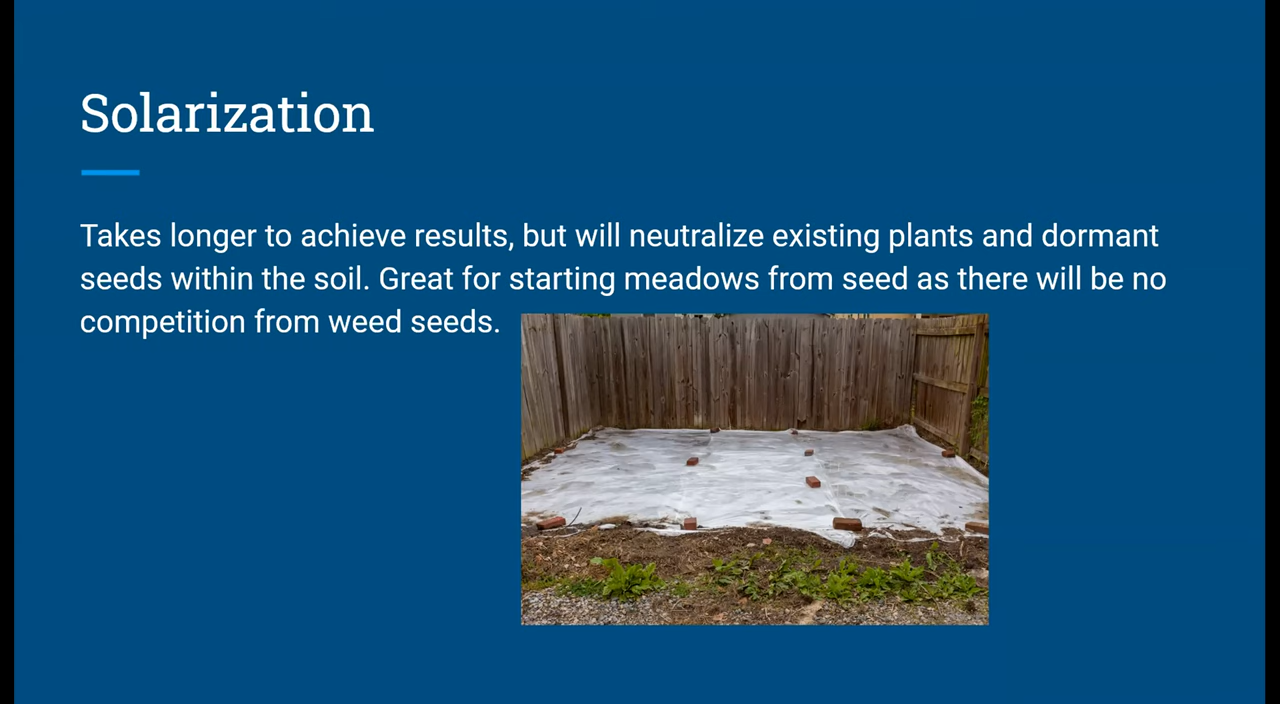 Solarization
Takes longer to achieve results, but will neutralize existing plants and dormant
seeds within the soil. Great for starting meadows from seed as there will be no
competition from weed seeds.